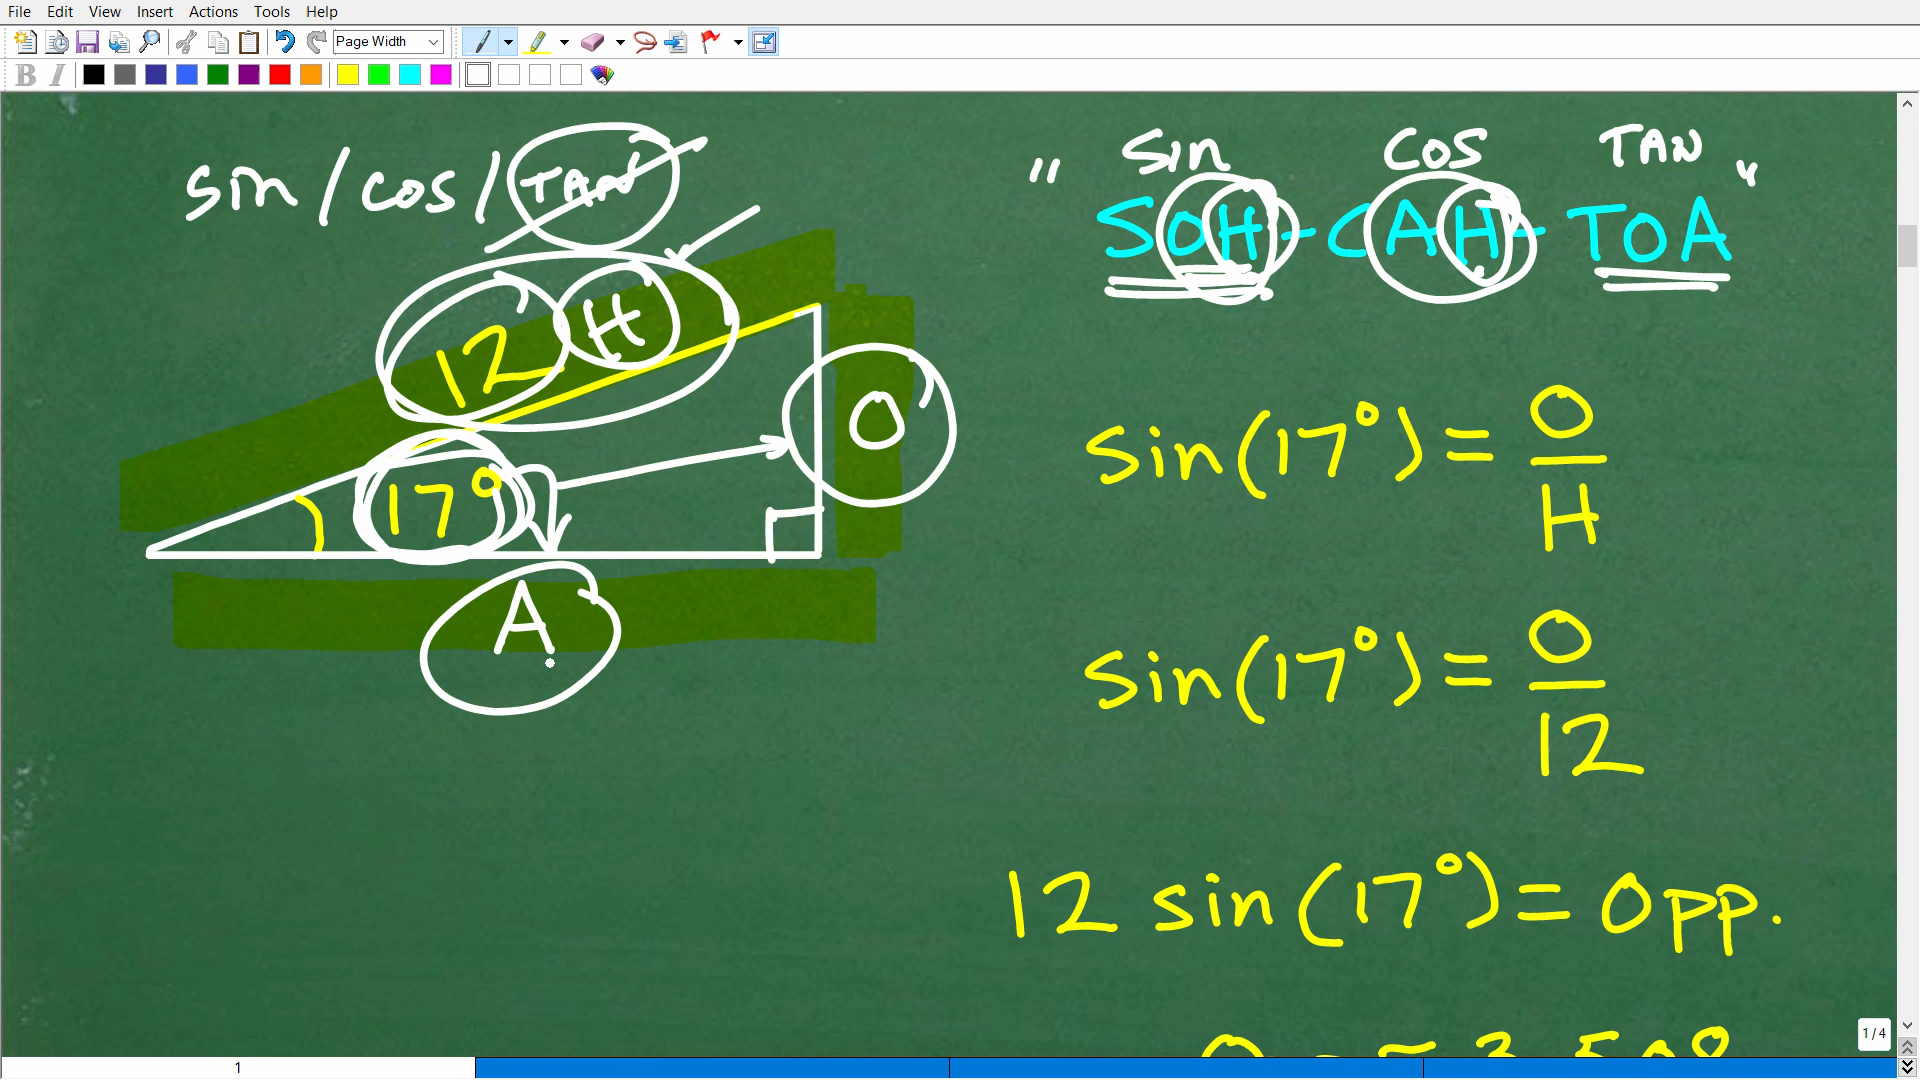 File Edit View Insert Actions Tools Help
Page Width
B I
sin / cos / TAN
" Sin COS TAN "
SOH - CAH - TOA
12 H
O
17°
A
sin(17°) = O/H
sin(17°) = O/12
12 sin(17°) = Opp.
1 / 4
1